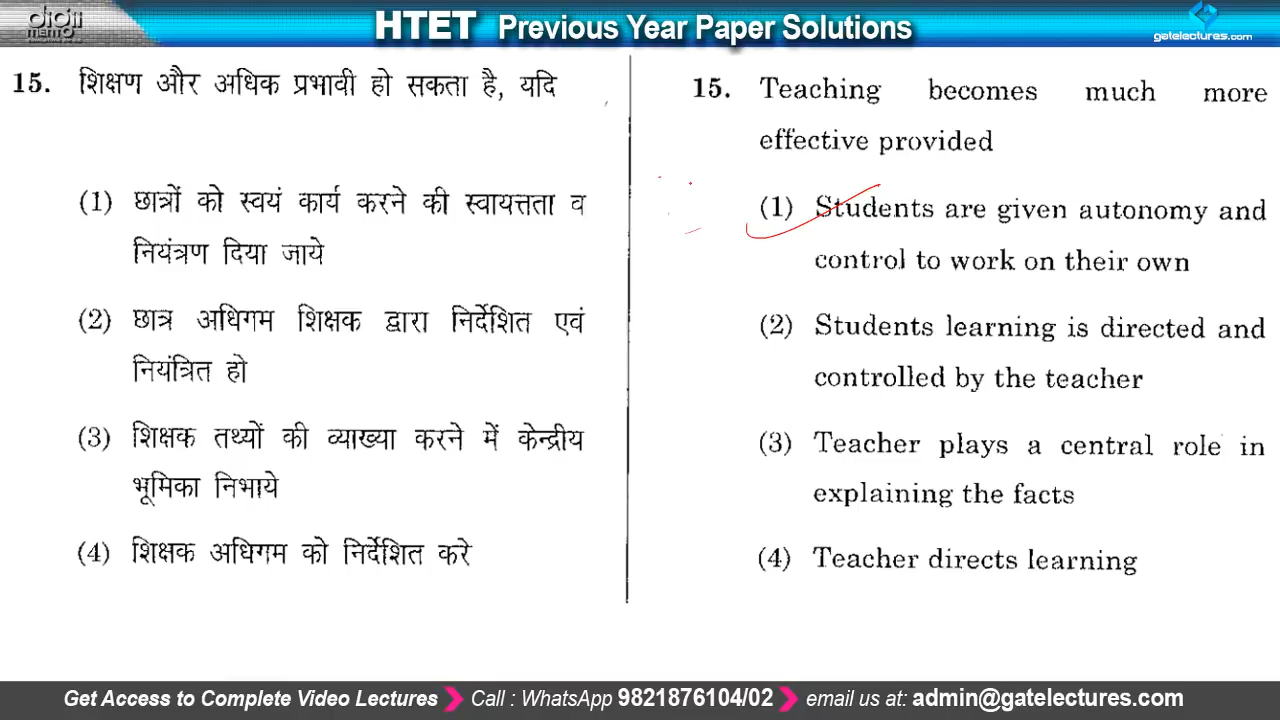 digii
MENTO
HTET Previous Year Paper Solutions
gatelectures.com
15. शिक्षण और अधिक प्रभावी हो सकता है, यदि
(1) छात्रों को स्वयं कार्य करने की स्वायत्तता व
नियंत्रण दिया जाये
(2) छात्र अधिगम शिक्षक द्वारा निर्देशित एवं
नियंत्रित हो
(3) शिक्षक तथ्यों की व्याख्या करने में केन्द्रीय
भूमिका निभाये
(4) शिक्षक अधिगम को निर्देशित करे
15. Teaching becomes much more
effective provided
(1) Students are given autonomy and
control to work on their own
(2) Students learning is directed and
controlled by the teacher
(3) Teacher plays a central role in
explaining the facts
(4) Teacher directs learning
Get Access to Complete Video Lectures Call : WhatsApp 9821876104/02 email us at: admin@gatelectures.com